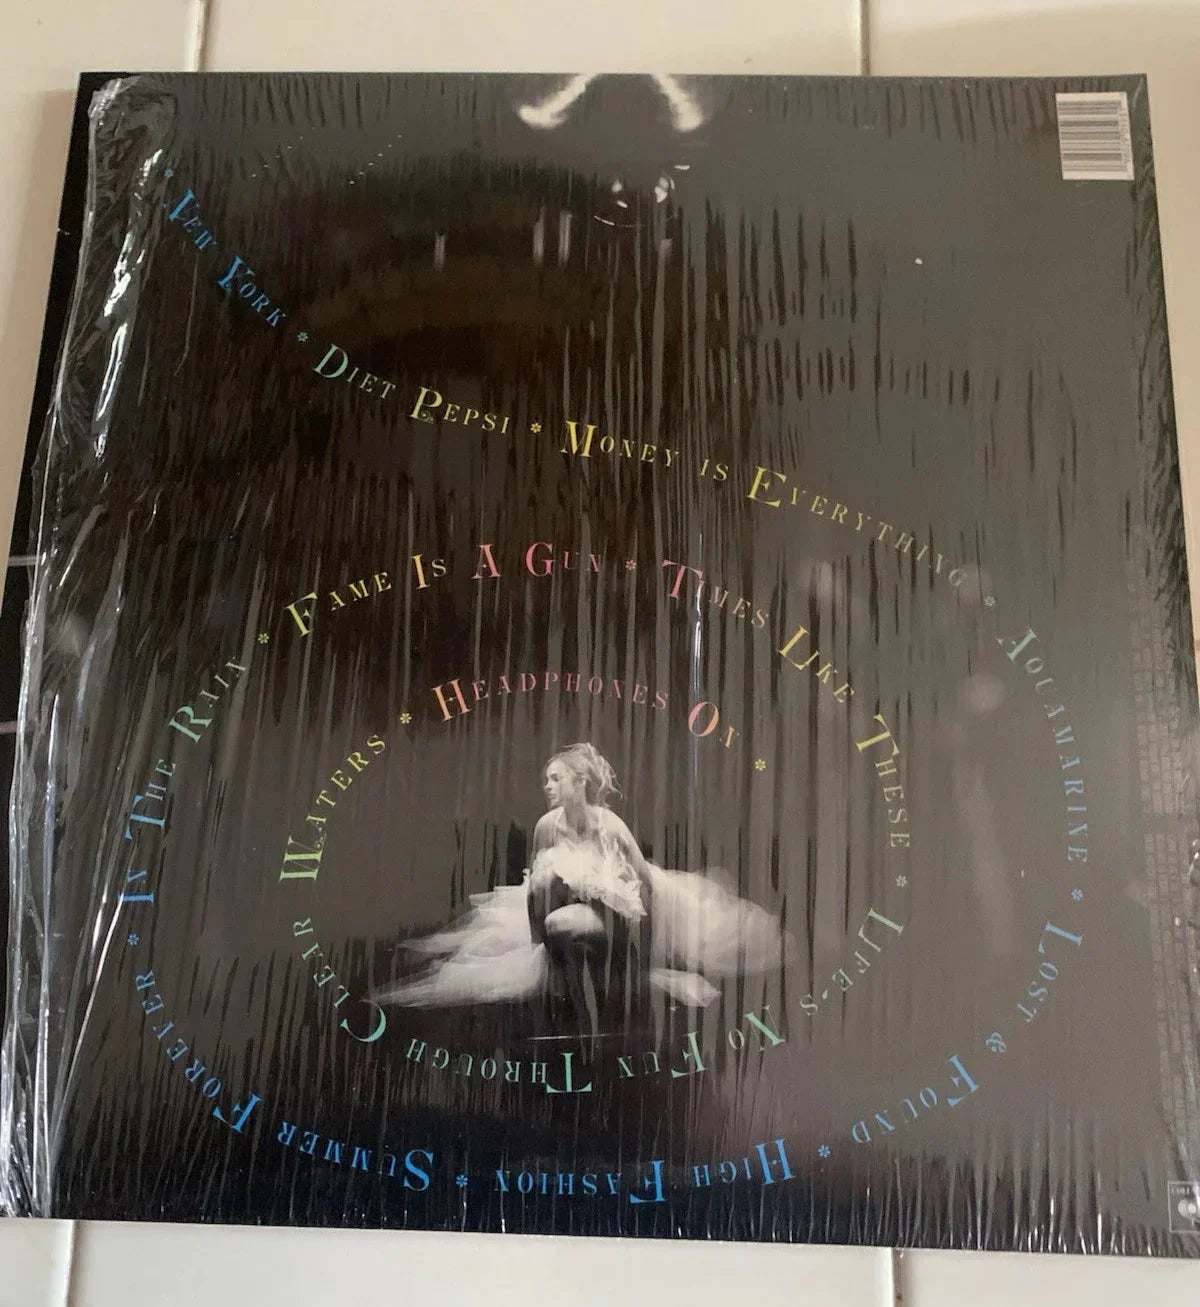 * New York * Diet Pepsi * Money is Everything * Aquamarine * Lost & Found * High Fashion * Summer Forever * In The Rain * Fame Is A Gun * Times Like These * Life-s No Fun Through Clear Waters * Headphones On *